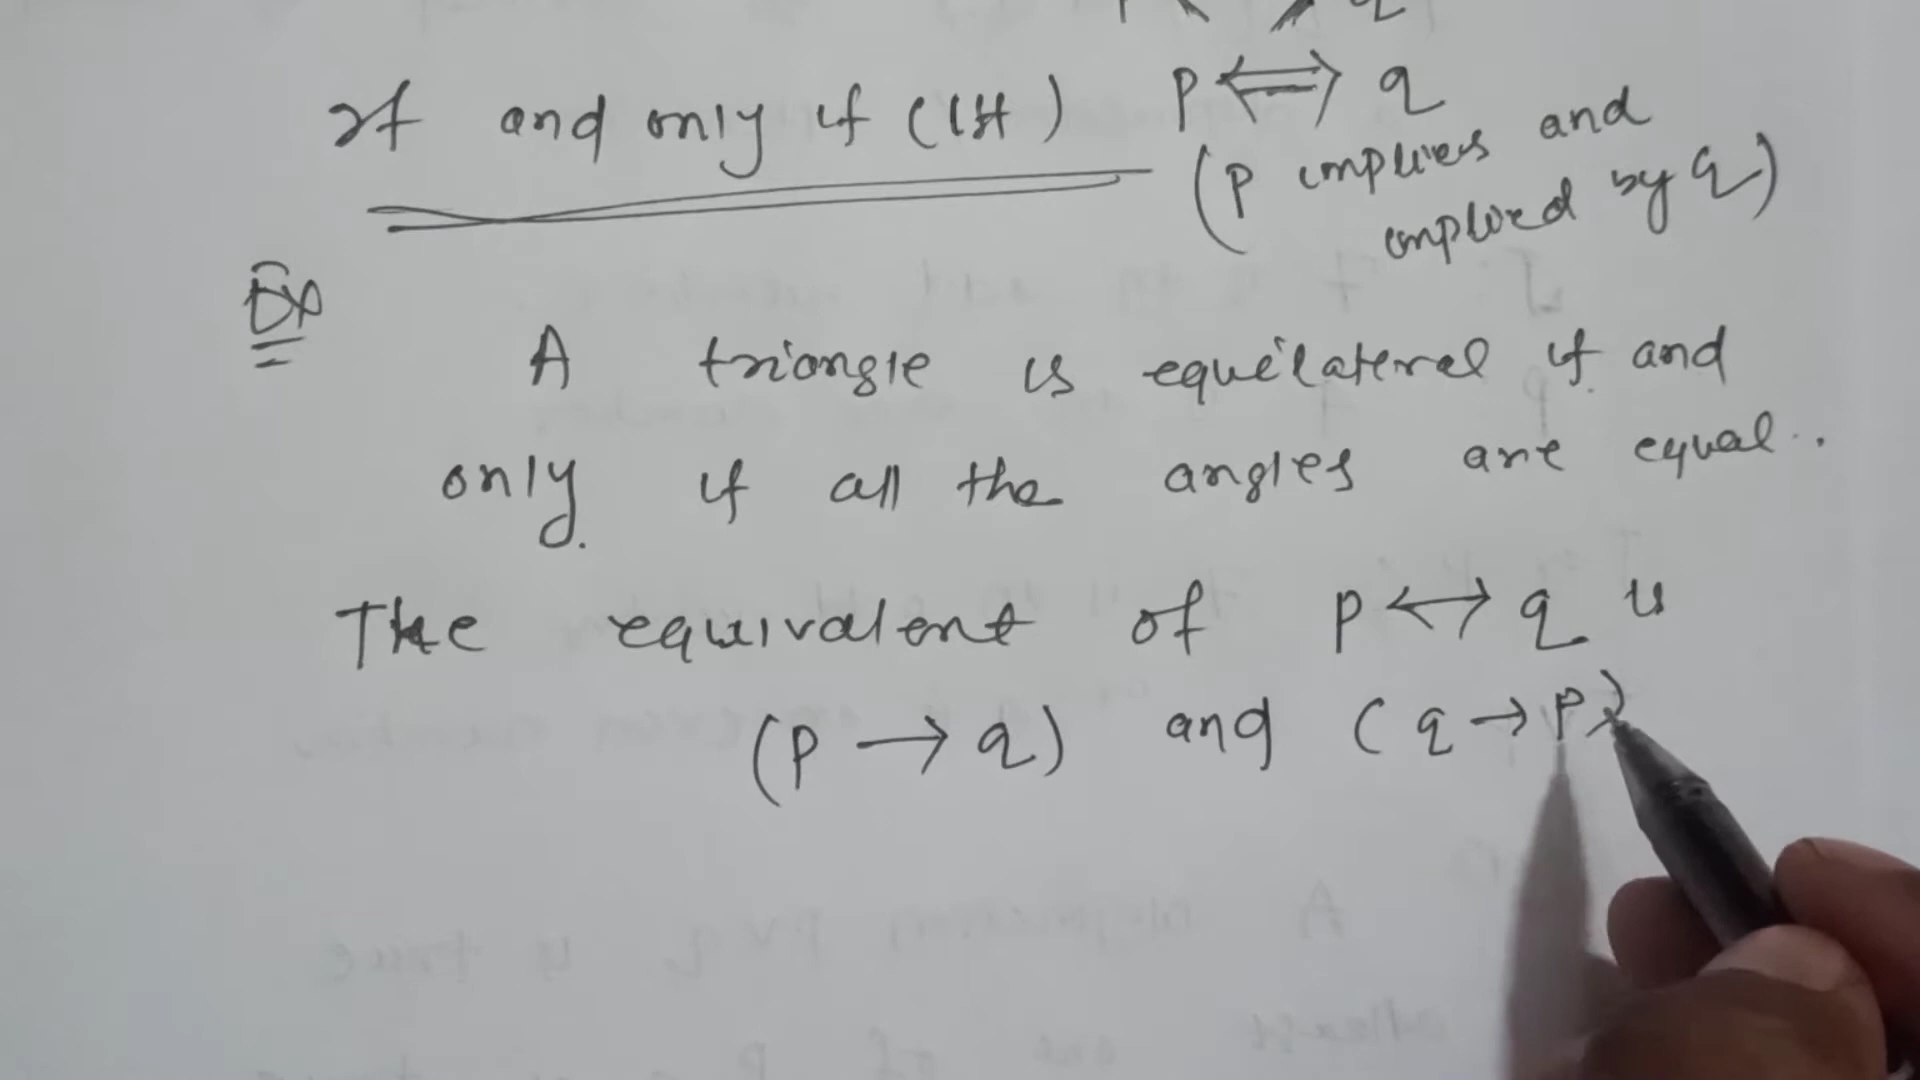 If and only if (iff) P ⟺ q
(P implies and
implied by q)
Ex
A triangle is equilateral if and
only if all the angles are equal.
The equivalent of P ↔ q is
(P → q) and (q → P)